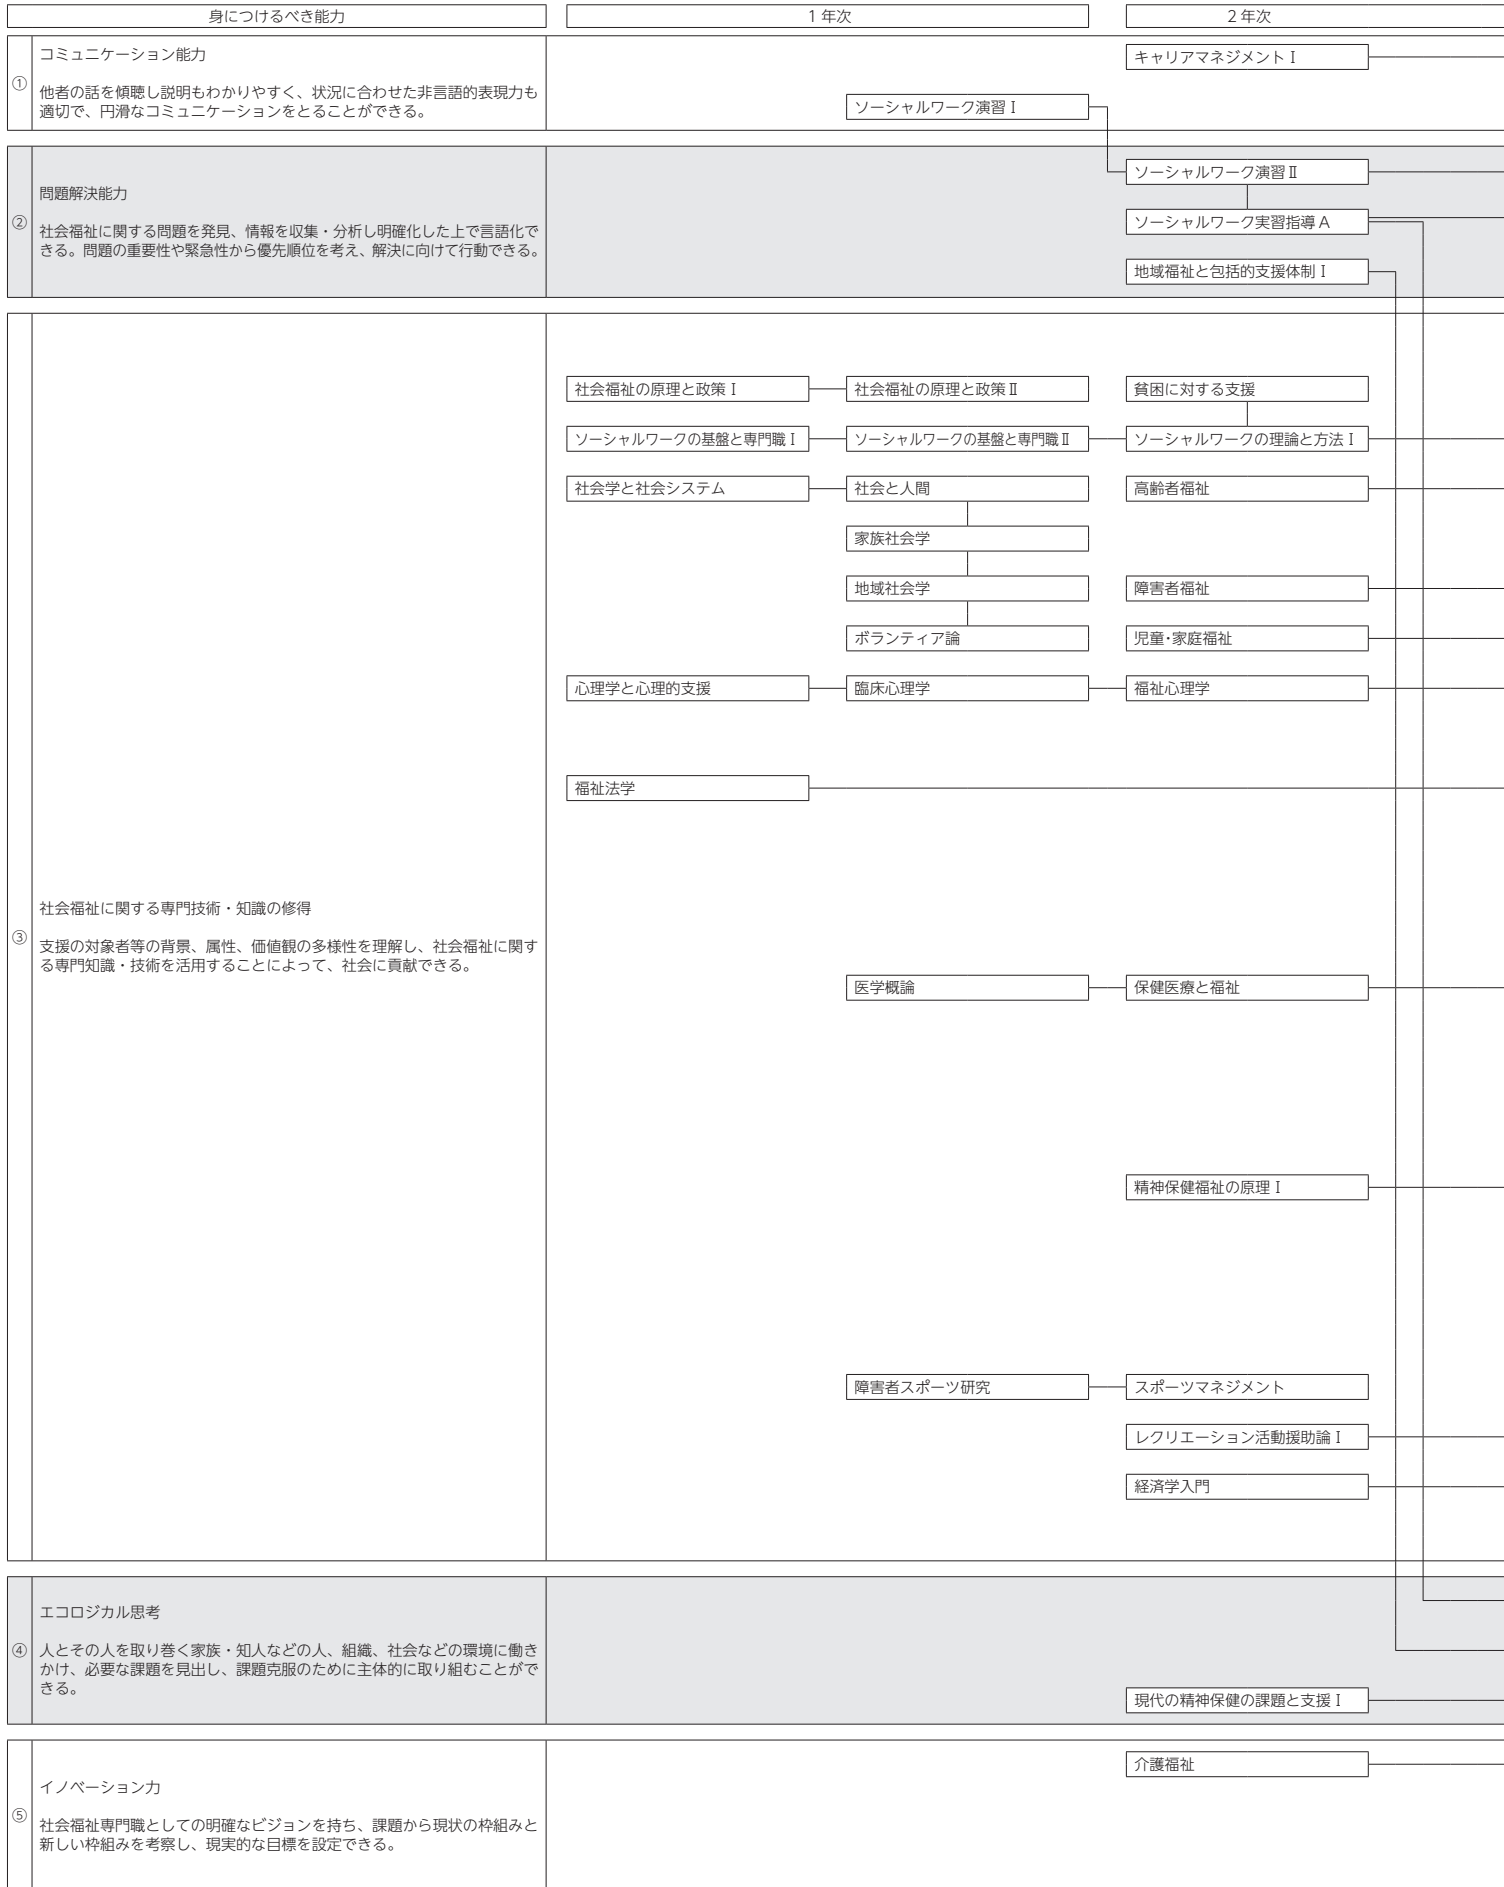 身につけるべき能力
1 年次
2 年次
①
コミュニケーション能力
他者の話を傾聴し説明もわかりやすく、状況に合わせた非言語的表現力も
適切で、円滑なコミュニケーションをとることができる。
キャリアマネジメントⅠ
ソーシャルワーク演習Ⅰ
②
問題解決能力
社会福祉に関する問題を発見、情報を収集・分析し明確化した上で言語化で
きる。問題の重要性や緊急性から優先順位を考え、解決に向けて行動できる。
ソーシャルワーク演習Ⅱ
ソーシャルワーク実習指導 A
地域福祉と包括的支援体制Ⅰ
③
社会福祉に関する専門技術・知識の修得
支援の対象者等の背景、属性、価値観の多様性を理解し、社会福祉に関す
る専門知識・技術を活用することによって、社会に貢献できる。
社会福祉の原理と政策Ⅰ
社会福祉の原理と政策Ⅱ
貧困に対する支援
ソーシャルワークの基盤と専門職Ⅰ
ソーシャルワークの基盤と専門職Ⅱ
ソーシャルワークの理論と方法Ⅰ
社会学と社会システム
社会と人間
高齢者福祉
家族社会学
地域社会学
障害者福祉
ボランティア論
児童・家庭福祉
心理学と心理的支援
臨床心理学
福祉心理学
福祉法学
医学概論
保健医療と福祉
精神保健福祉の原理Ⅰ
障害者スポーツ研究
スポーツマネジメント
レクリエーション活動援助論Ⅰ
経済学入門
④
エコロジカル思考
人とその人を取り巻く家族・知人などの人、組織、社会などの環境に働き
かけ、必要な課題を見出し、課題克服のために主体的に取り組むことがで
きる。
現代の精神保健の課題と支援Ⅰ
⑤
イノベーション力
社会福祉専門職としての明確なビジョンを持ち、課題から現状の枠組みと
新しい枠組みを考察し、現実的な目標を設定できる。
介護福祉